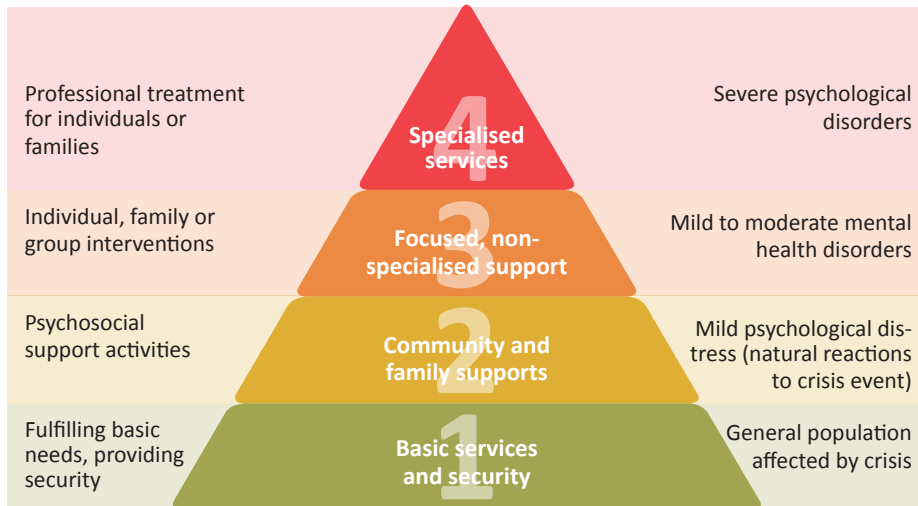 Professional treatment
for individuals or
families
4
Specialised
services
Severe psychological
disorders
Individual, family or
group interventions
3
Focused, non-
specialised support
Mild to moderate mental
health disorders
Psychosocial
support activities
2
Community and
family supports
Mild psychological dis-
tress (natural reactions
to crisis event)
Fulfilling basic
needs, providing
security
1
Basic services
and security
General population
affected by crisis